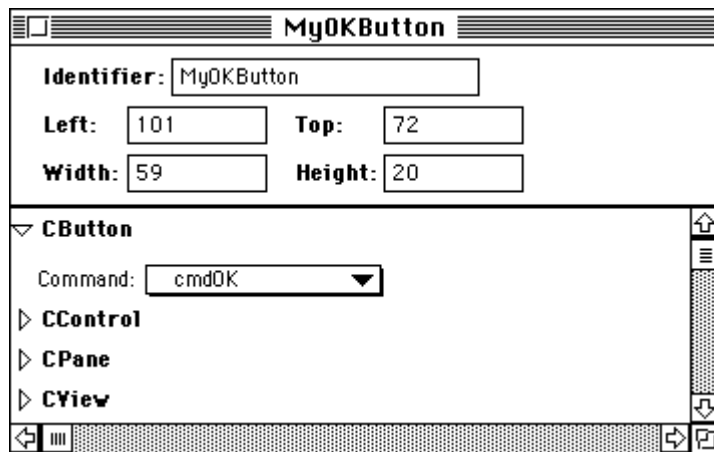 MyOKButton
Identifier: MyOKButton
Left: 101 Top: 72
Width: 59 Height: 20
CButton
Command: cmdOK
CControl
CPane
CView